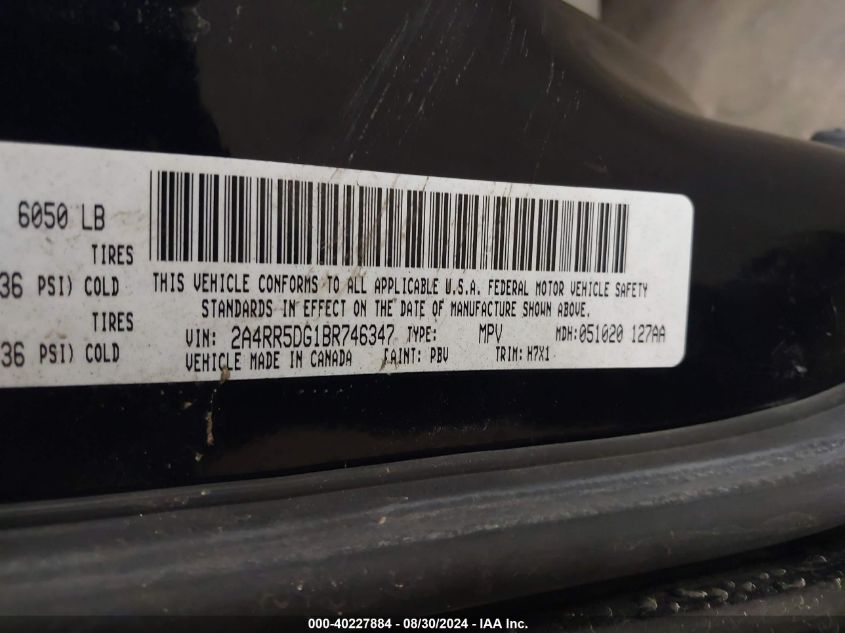 6050 LB
TIRES
36 PSI) COLD
TIRES
36 PSI) COLD
THIS VEHICLE CONFORMS TO ALL APPLICABLE U.S.A. FEDERAL MOTOR VEHICLE SAFETY
STANDARDS IN EFFECT ON THE DATE OF MANUFACTURE SHOWN ABOVE.
VIN: 2A4RR5DG1BR746347 TYPE: MPV MDH:051020 127AA
VEHICLE MADE IN CANADA PAINT: PBV TRIM: H7X1
000-40227884 - 08/30/2024 - IAA Inc.